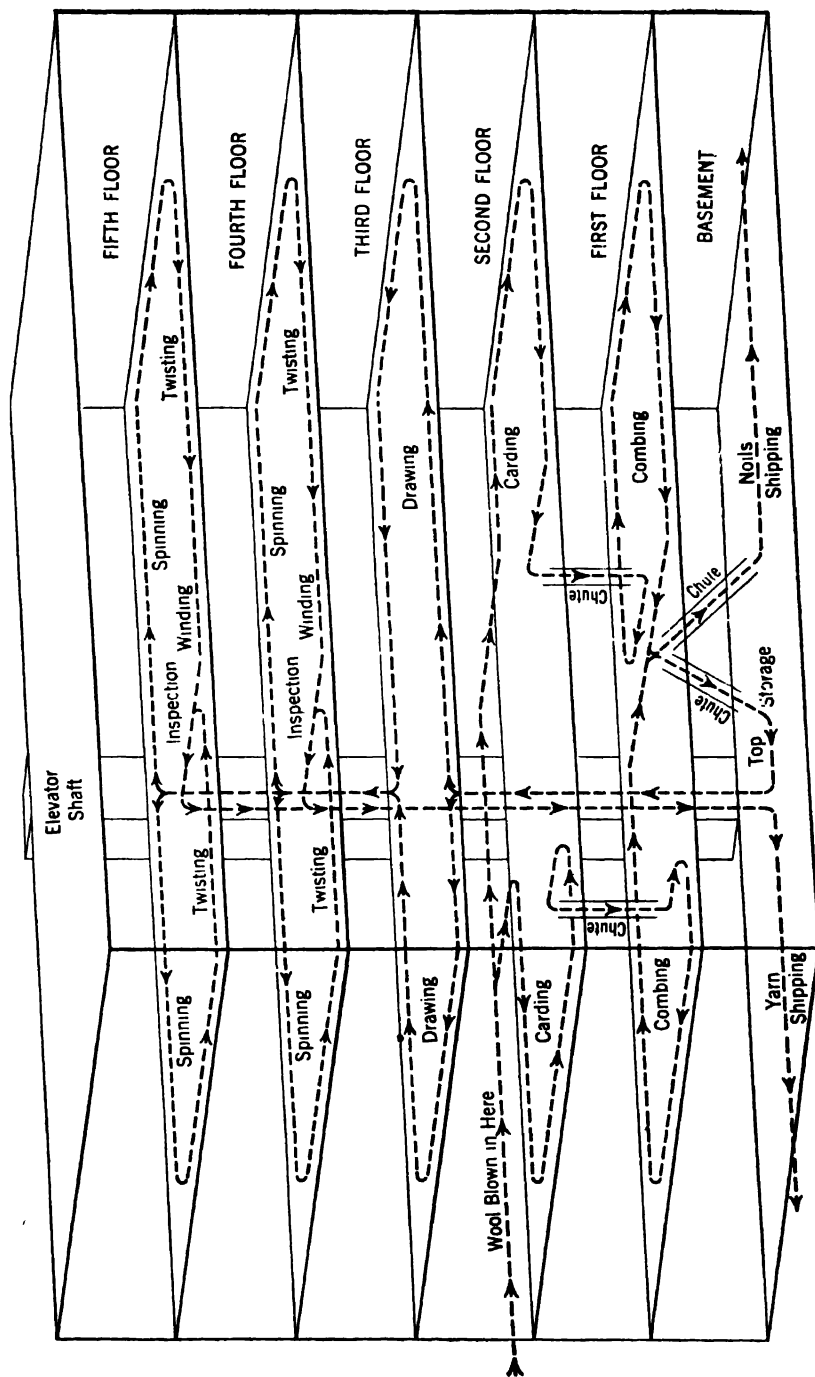 Elevator
Shaft
FIFTH FLOOR
Spinning
Spinning
Twisting
Inspection
Winding
Twisting
FOURTH FLOOR
Spinning
Spinning
Twisting
Inspection
Winding
Twisting
THIRD FLOOR
Drawing
Drawing
SECOND FLOOR
Wool Blown in Here
Carding
Carding
Chute
Chute
FIRST FLOOR
Combing
Combing
Chute
Chute
BASEMENT
Yarn
Shipping
Top
Storage
Noils
Shipping